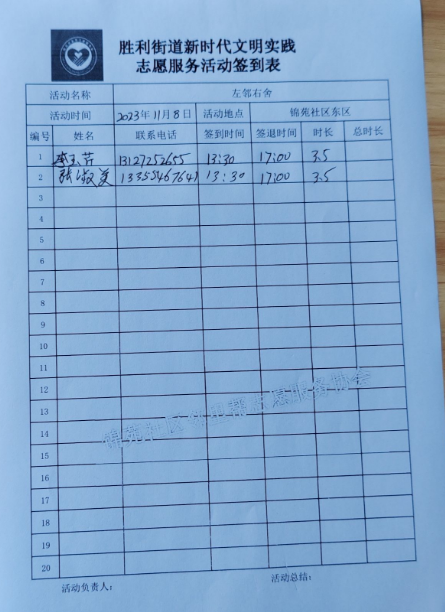 胜利街道新时代文明实践
志愿服务活动签到表
活动名称 左邻右舍
活动时间 2023年11月8日 活动地点 锦苑社区东区
编号 姓名 联系电话 签到时间 签退时间 时长 总时长
1 李玉芹 13127252655 13:30 17:00 3.5
2 张淑英 13355467641 13:30 17:00 3.5
3
4
5
6
7
8
9
10
11
12
13
14
15
16
17
18
19
20
活动负责人： 活动总结：